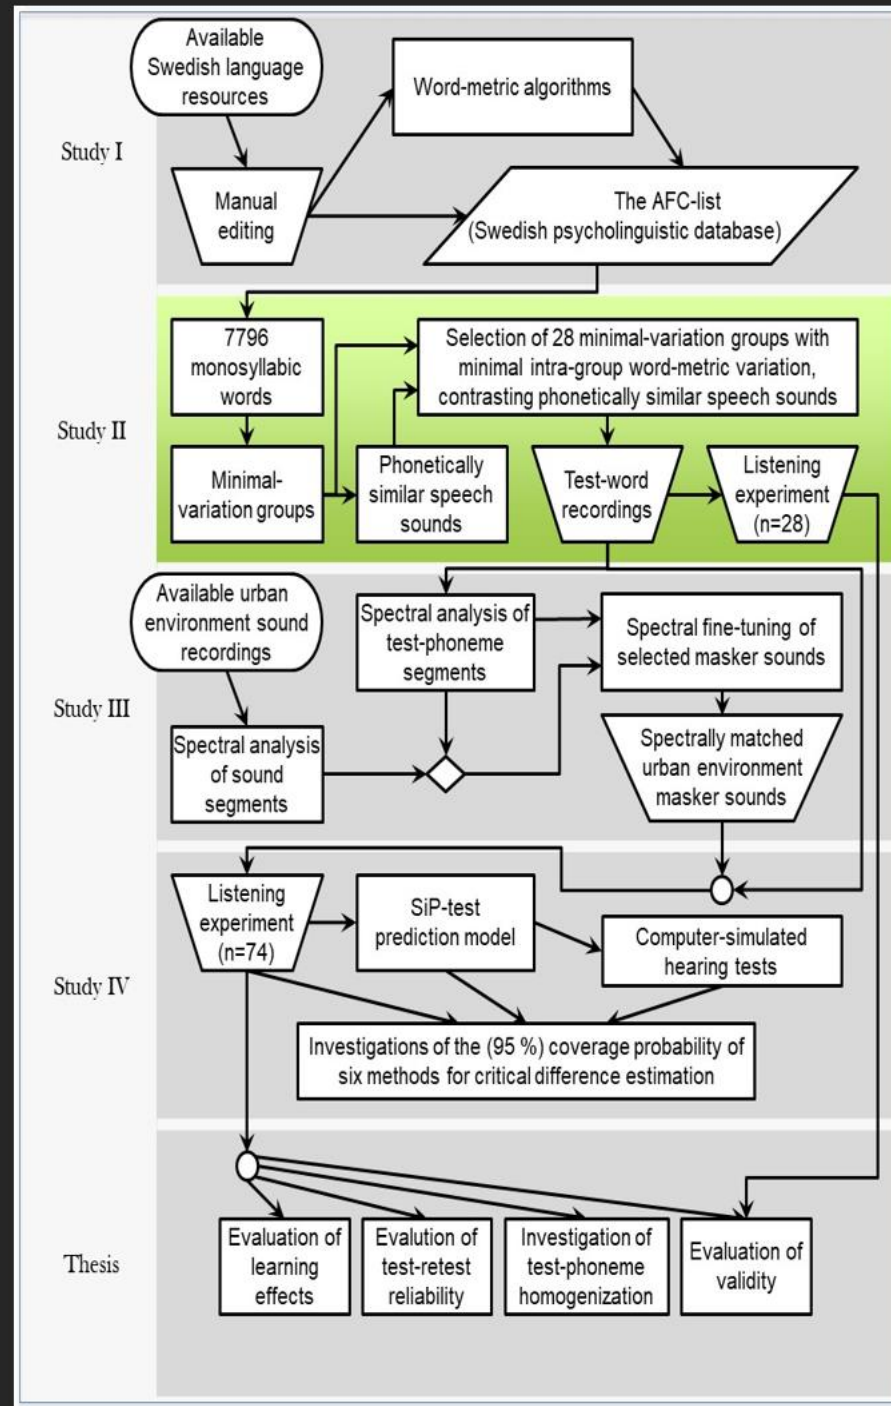 Available
Swedish language
resources
Word-metric algorithms
Study I
Manual
editing
The AFC-list
(Swedish psycholinguistic database)
7796
monosyllabic
words
Selection of 28 minimal-variation groups with
minimal intra-group word-metric variation,
contrasting phonetically similar speech sounds
Study II
Minimal-
variation groups
Phonetically
similar speech
sounds
Test-word
recordings
Listening
experiment
(n=28)
Available urban
environment sound
recordings
Spectral analysis of
test-phoneme
segments
Spectral fine-tuning of
selected masker sounds
Study III
Spectral analysis
of sound
segments
Spectrally matched
urban environment
masker sounds
Listening
experiment
(n=74)
SiP-test
prediction model
Computer-simulated
hearing tests
Study IV
Investigations of the (95 %) coverage probability of
six methods for critical difference estimation
Thesis
Evaluation of
learning
effects
Evalution of
test-retest
reliability
Investigation of
test-phoneme
homogenization
Evaluation of
validity